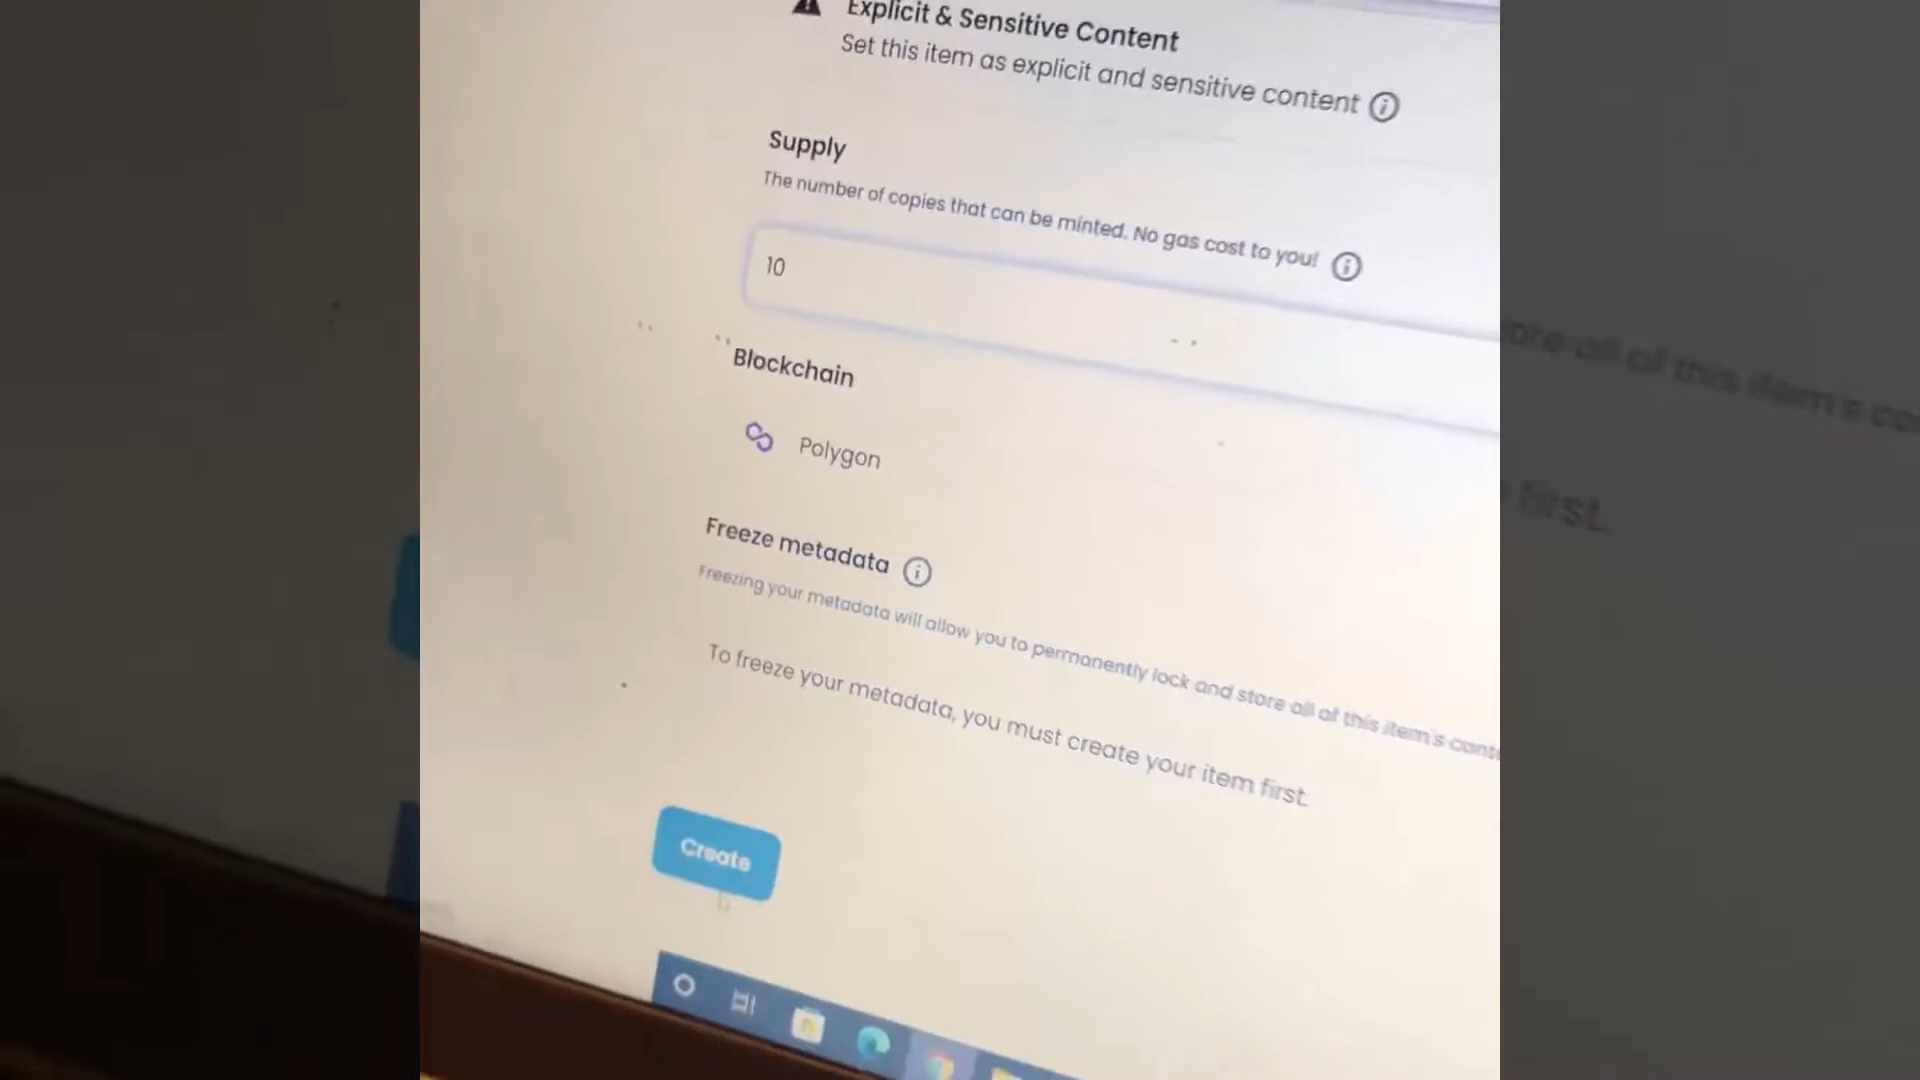 Explicit & Sensitive Content
Set this item as explicit and sensitive content
Supply
The number of copies that can be minted. No gas cost to you!
10
Blockchain
Polygon
Freeze metadata
Freezing your metadata will allow you to permanently lock and store all of this item's
To freeze your metadata, you must create your item first.
Create